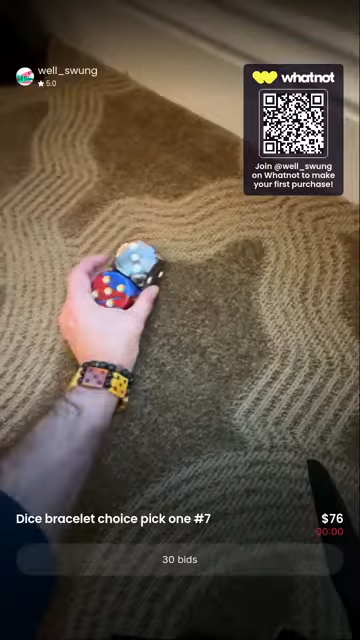 well_swung
5.0
whatnot
Join @well_swung
on Whatnot to make
your first purchase!
Dice bracelet choice pick one #7
$76
00:00
30 bids